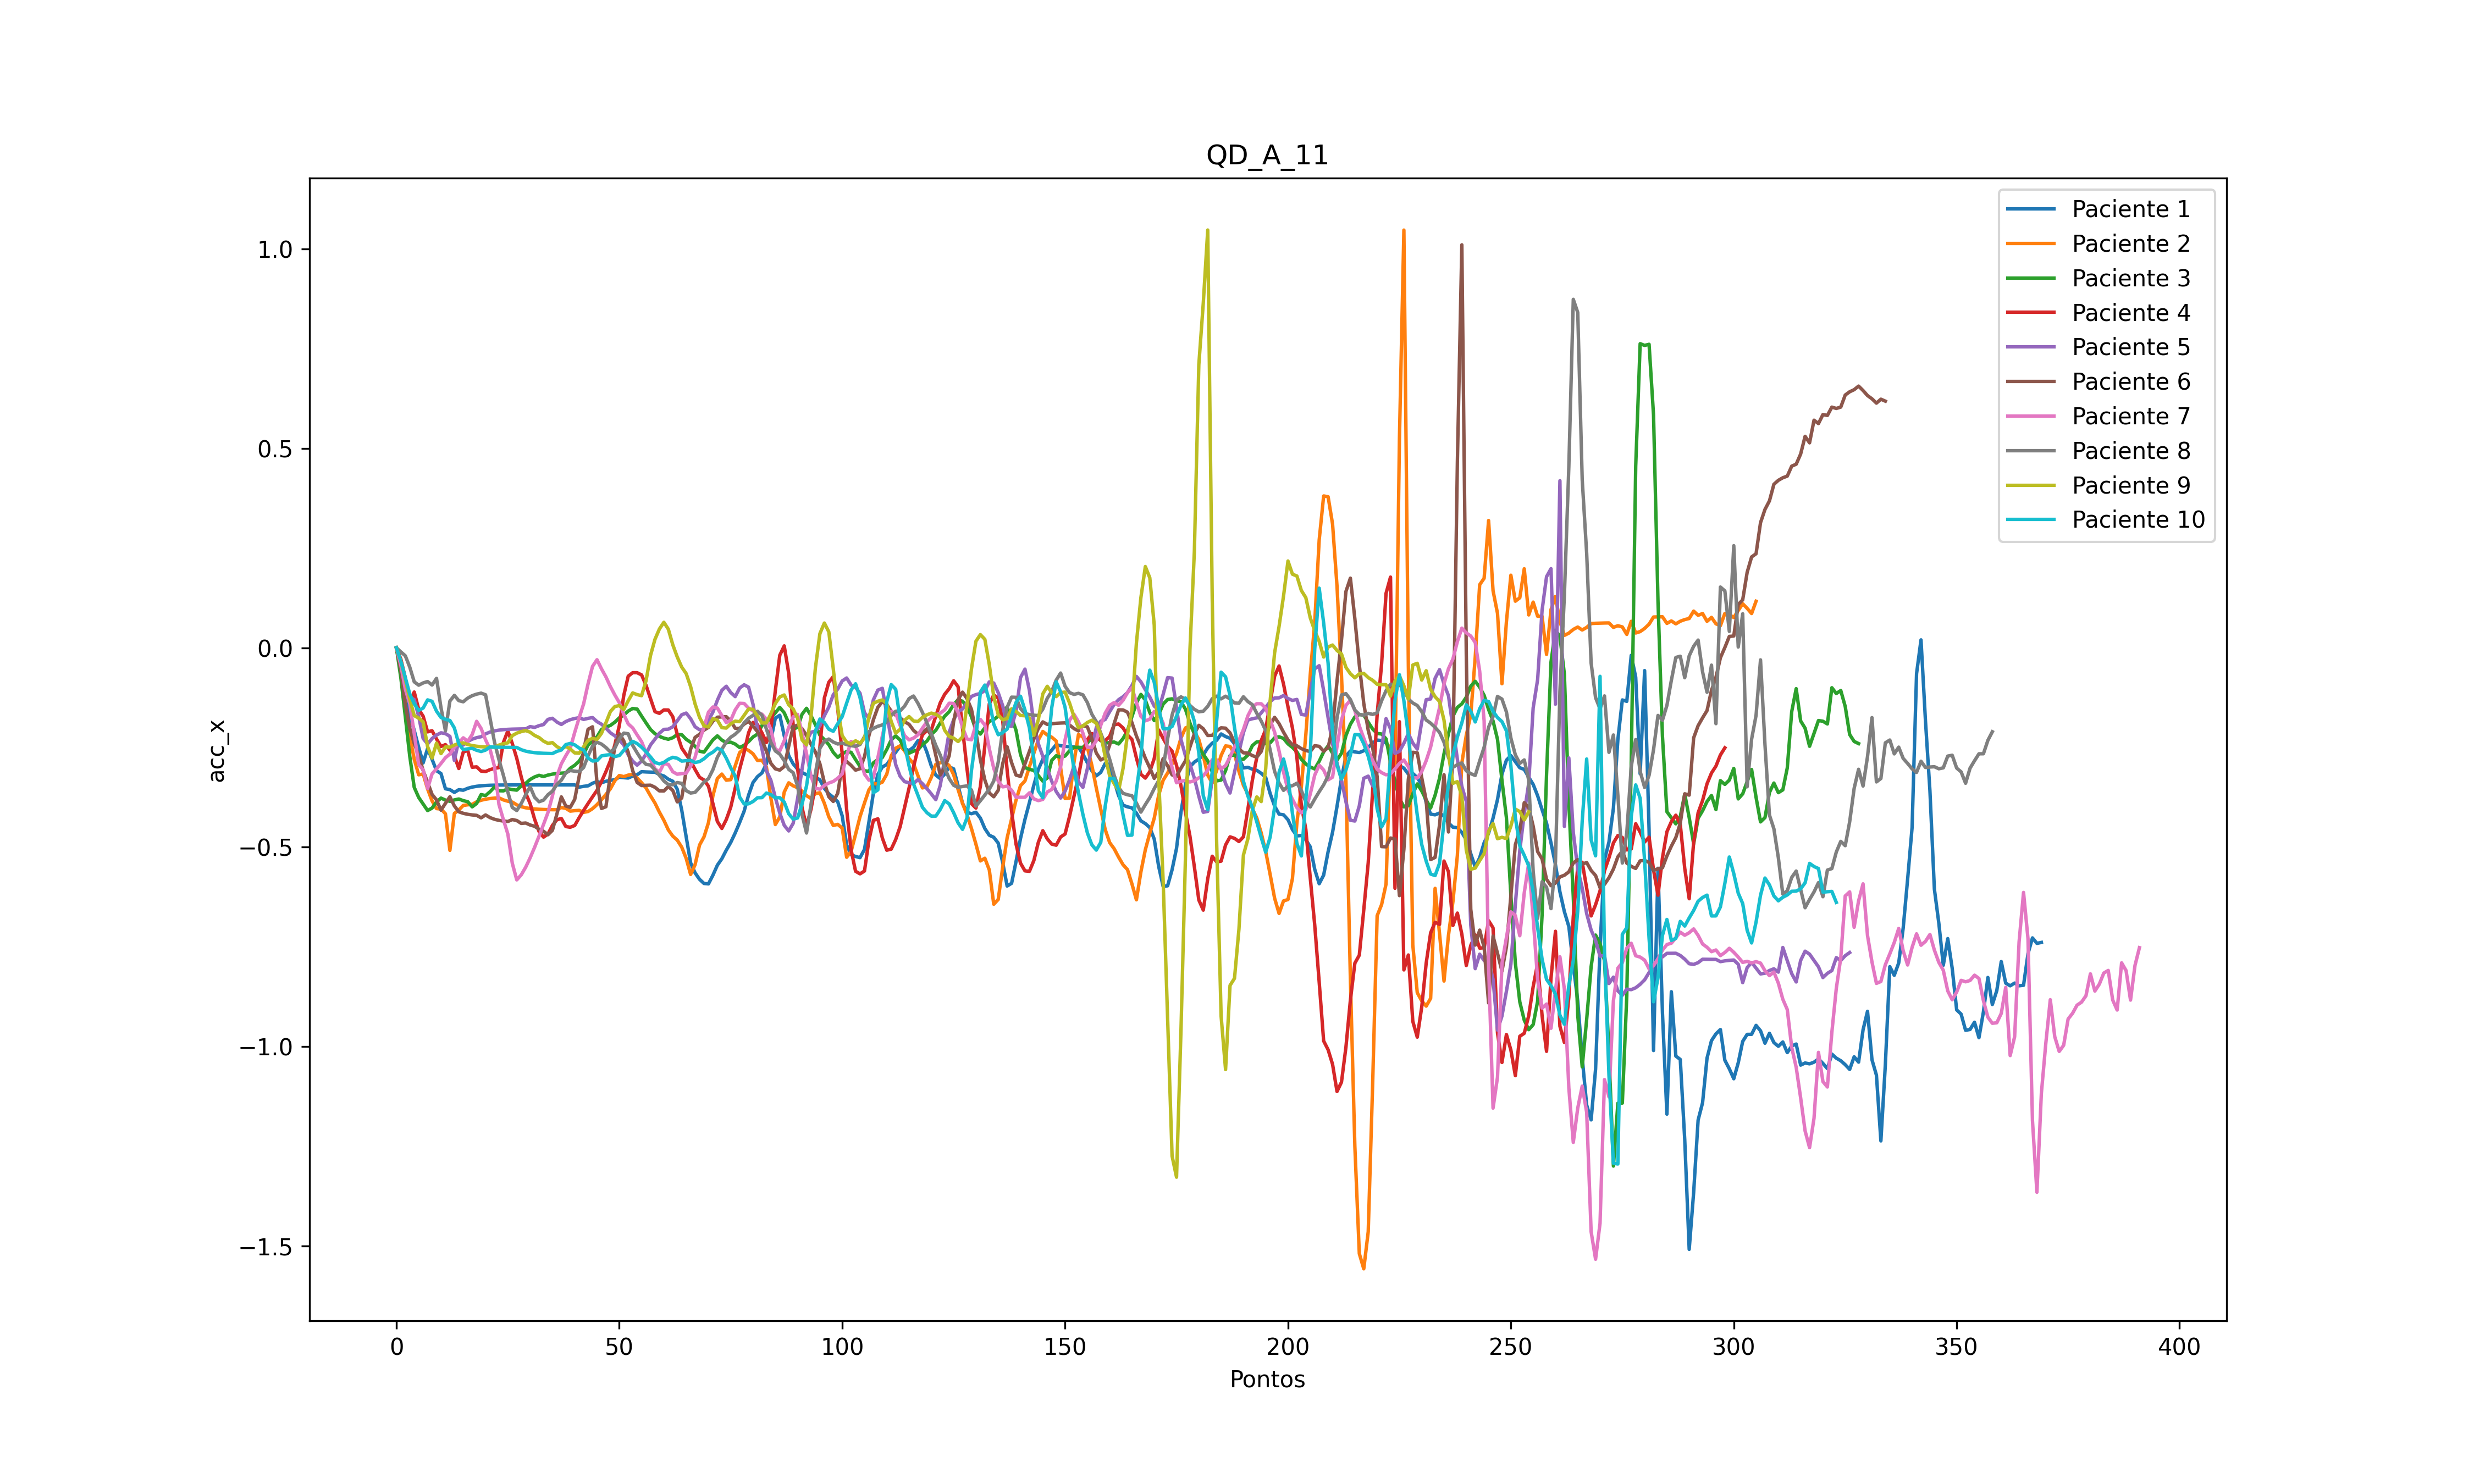 QD_A_11
1.0
0.5
0.0
−0.5
−1.0
−1.5
acc_x
0 50 100 150 200 250 300 350 400
Pontos
Paciente 1
Paciente 2
Paciente 3
Paciente 4
Paciente 5
Paciente 6
Paciente 7
Paciente 8
Paciente 9
Paciente 10